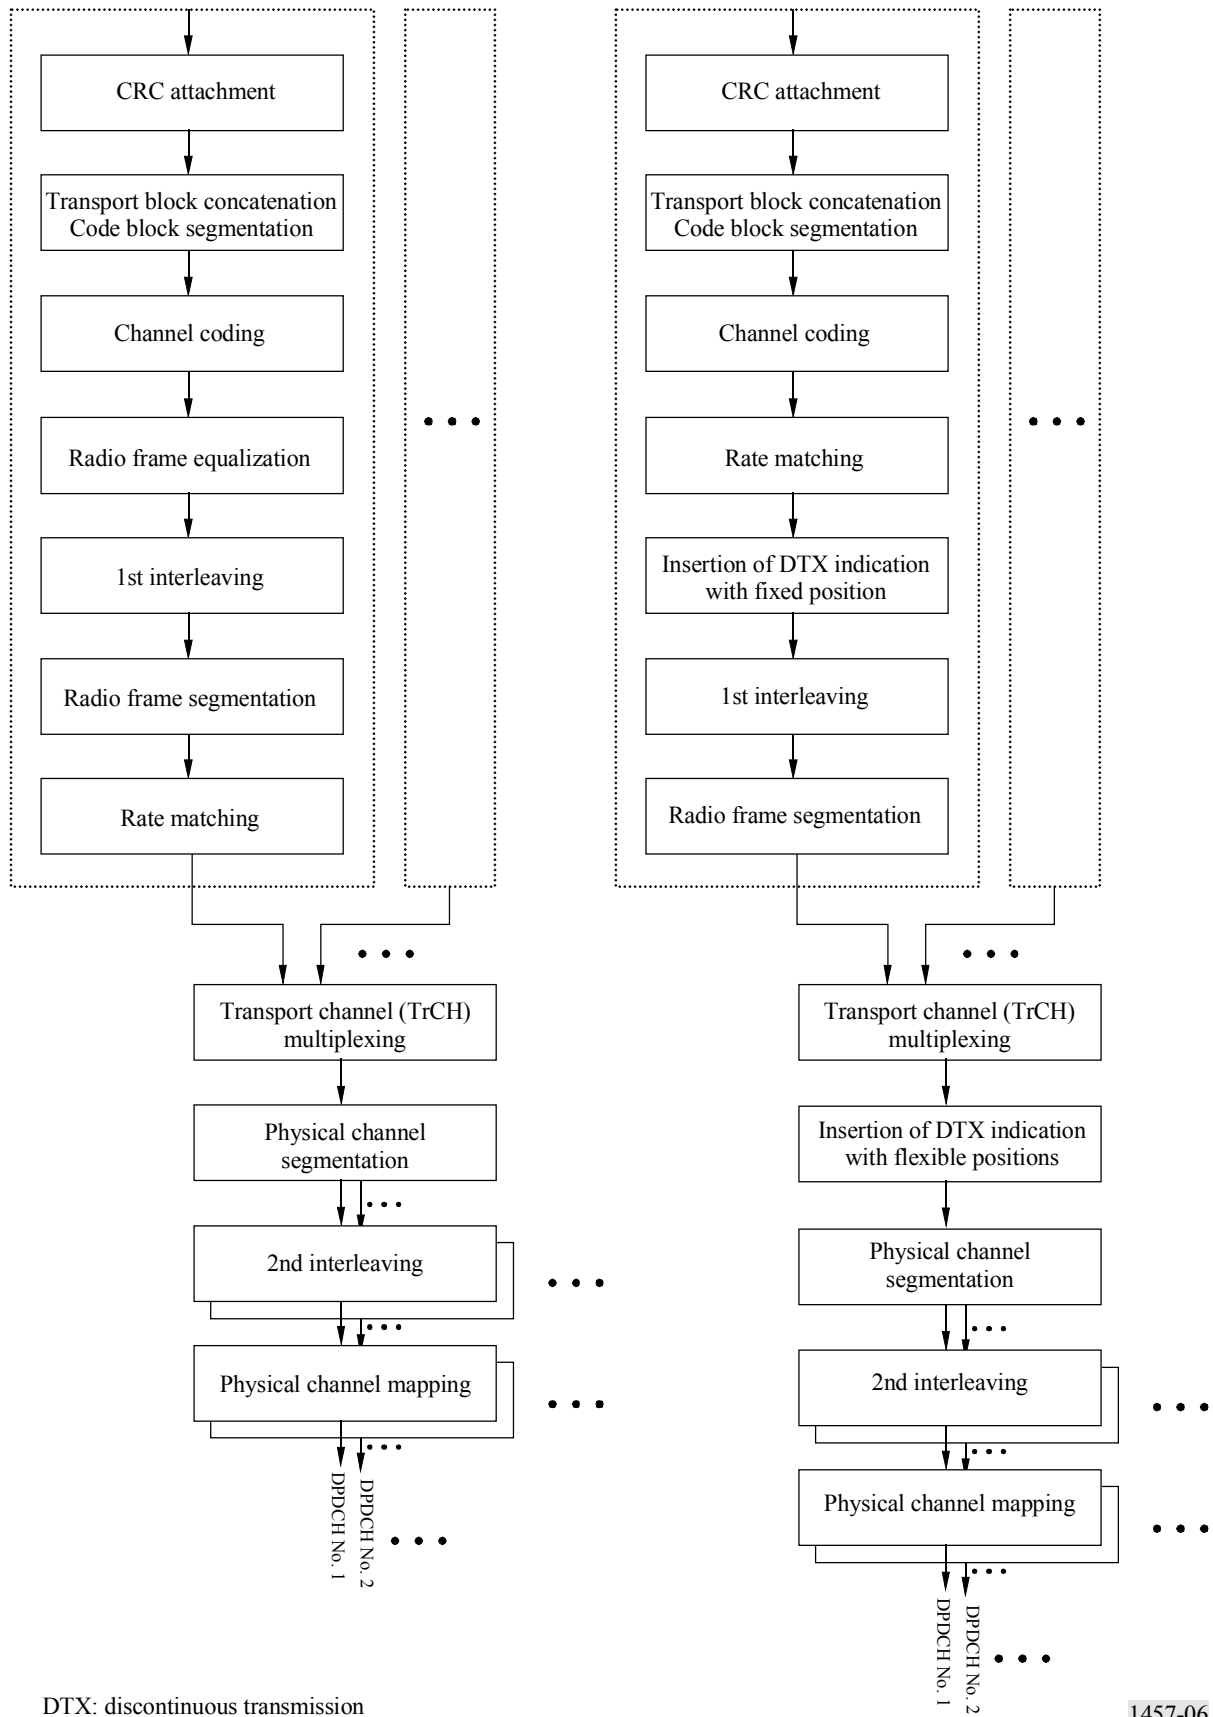 CRC attachment
Transport block concatenation
Code block segmentation
Channel coding
Radio frame equalization
1st interleaving
Radio frame segmentation
Rate matching
Transport channel (TrCH)
multiplexing
Physical channel
segmentation
2nd interleaving
Physical channel mapping
DPDCH No. 1
DPDCH No. 2
CRC attachment
Transport block concatenation
Code block segmentation
Channel coding
Rate matching
Insertion of DTX indication
with fixed position
1st interleaving
Radio frame segmentation
Transport channel (TrCH)
multiplexing
Insertion of DTX indication
with flexible positions
Physical channel
segmentation
2nd interleaving
Physical channel mapping
DPDCH No. 1
DPDCH No. 2
DTX: discontinuous transmission
1457-06